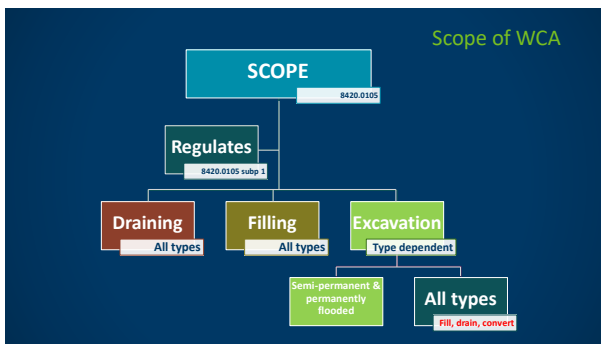 Scope of WCA
SCOPE
8420.0105
Regulates
8420.0105 subp 1
Draining
All types
Filling
All types
Excavation
Type dependent
Semi-permanent &
permanently
flooded
All types
Fill, drain, convert